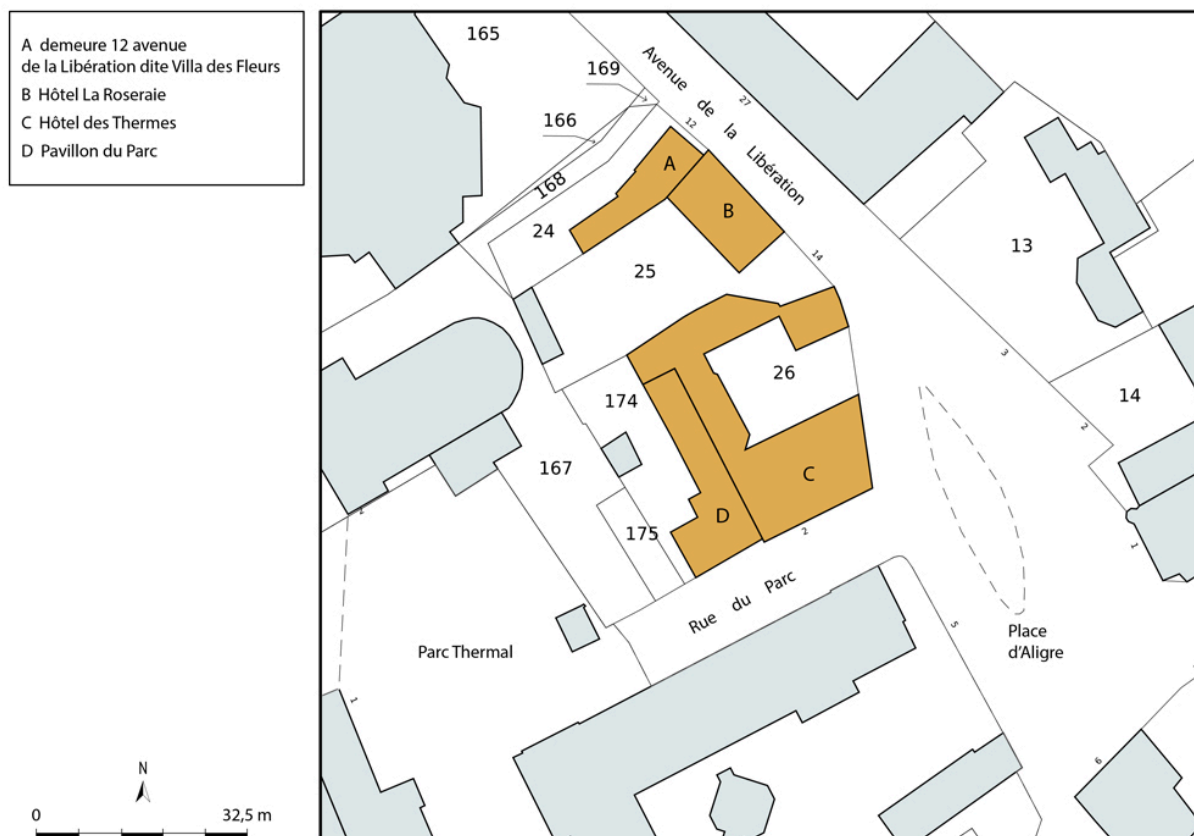 A demeure 12 avenue
de la Libération dite Villa des Fleurs
B Hôtel La Roseraie
C Hôtel des Thermes
D Pavillon du Parc
165
169
166
168
24
25
Avenue de la Libération
27
12
14
A
B
13
3
14
2
26
174
167
175
C
D
2
2
1
Rue du Parc
Parc Thermal
Place
d'Aligre
5
1
6
N
0 32,5 m